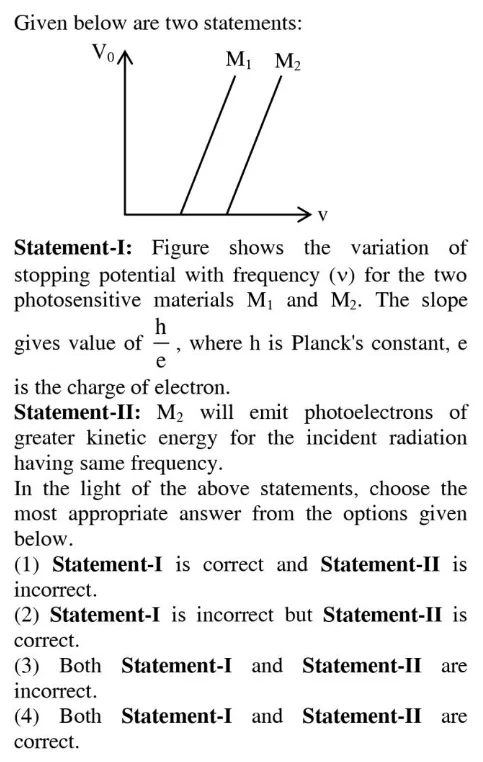 Given below are two statements:
V₀
M₁ M₂
v
Statement-I: Figure shows the variation of
stopping potential with frequency (ν) for the two
photosensitive materials M₁ and M₂. The slope
gives value of h/e, where h is Planck's constant, e
is the charge of electron.
Statement-II: M₂ will emit photoelectrons of
greater kinetic energy for the incident radiation
having same frequency.
In the light of the above statements, choose the
most appropriate answer from the options given
below.
(1) Statement-I is correct and Statement-II is
incorrect.
(2) Statement-I is incorrect but Statement-II is
correct.
(3) Both Statement-I and Statement-II are
incorrect.
(4) Both Statement-I and Statement-II are
correct.